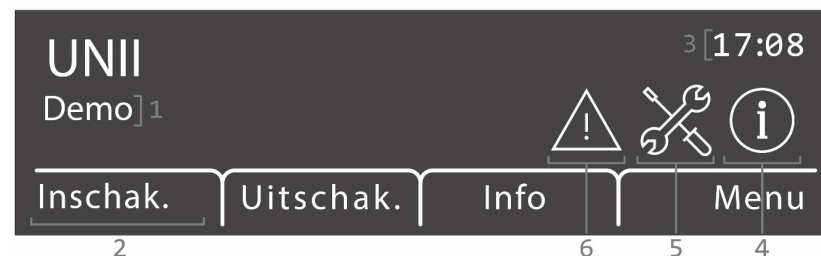 UNII
3 [17:08
Demo]1
! i
Inschak. Uitschak. Info Menu
2 6 5 4